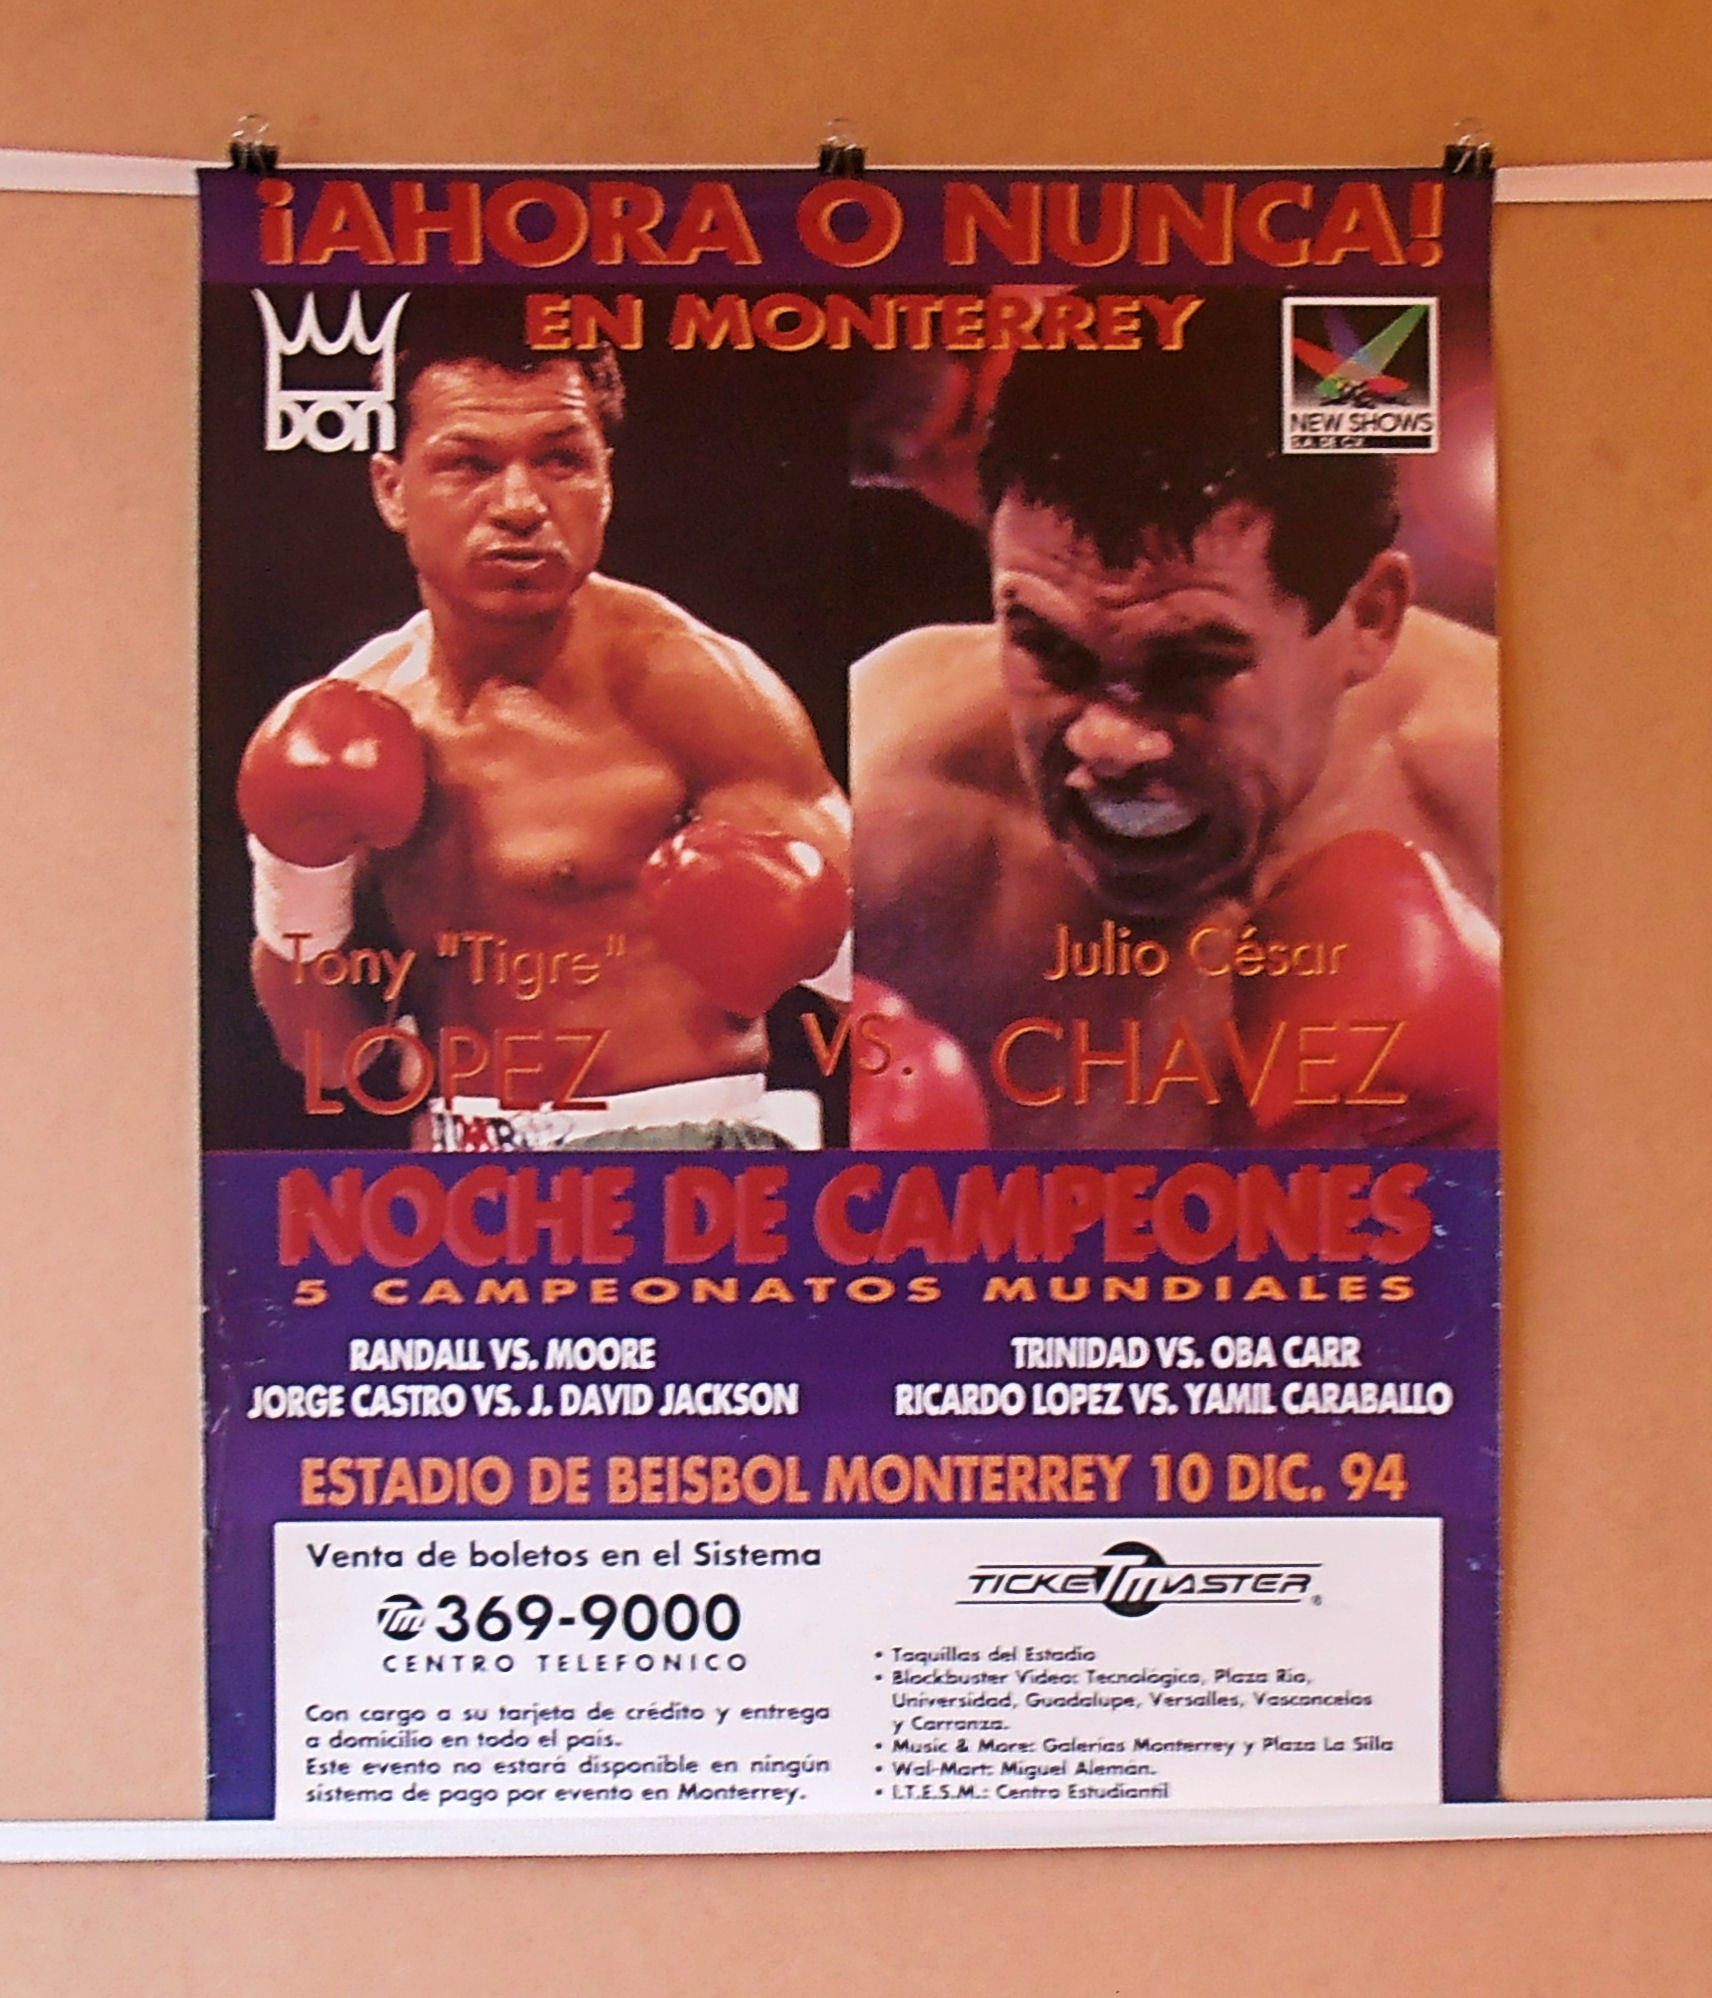 ¡AHORA O NUNCA!
EN MONTERREY
DON
NEW SHOWS
S.A. DE C.V.
Tony "Tigre"
LOPEZ
VS.
Julio César
CHAVEZ
NOCHE DE CAMPEONES
5 CAMPEONATOS MUNDIALES
RANDALL VS. MOORE
JORGE CASTRO VS. J. DAVID JACKSON
TRINIDAD VS. OBA CARR
RICARDO LOPEZ VS. YAMIL CARABALLO
ESTADIO DE BEISBOL MONTERREY 10 DIC. 94
Venta de boletos en el Sistema
Tm 369-9000
CENTRO TELEFONICO
Con cargo a su tarjeta de crédito y entrega
a domicilio en todo el país.
Este evento no estará disponible en ningún
sistema de pago por evento en Monterrey.
TICKETMASTER®
• Taquillas del Estadio
• Blockbuster Video: Tecnológico, Plaza Rio,
Universidad, Guadalupe, Versalles, Vasconcelos
y Carranza.
• Music & More: Galerías Monterrey y Plaza La Silla
• Wal-Mart: Miguel Alemán.
• I.T.E.S.M.: Centro Estudiantil